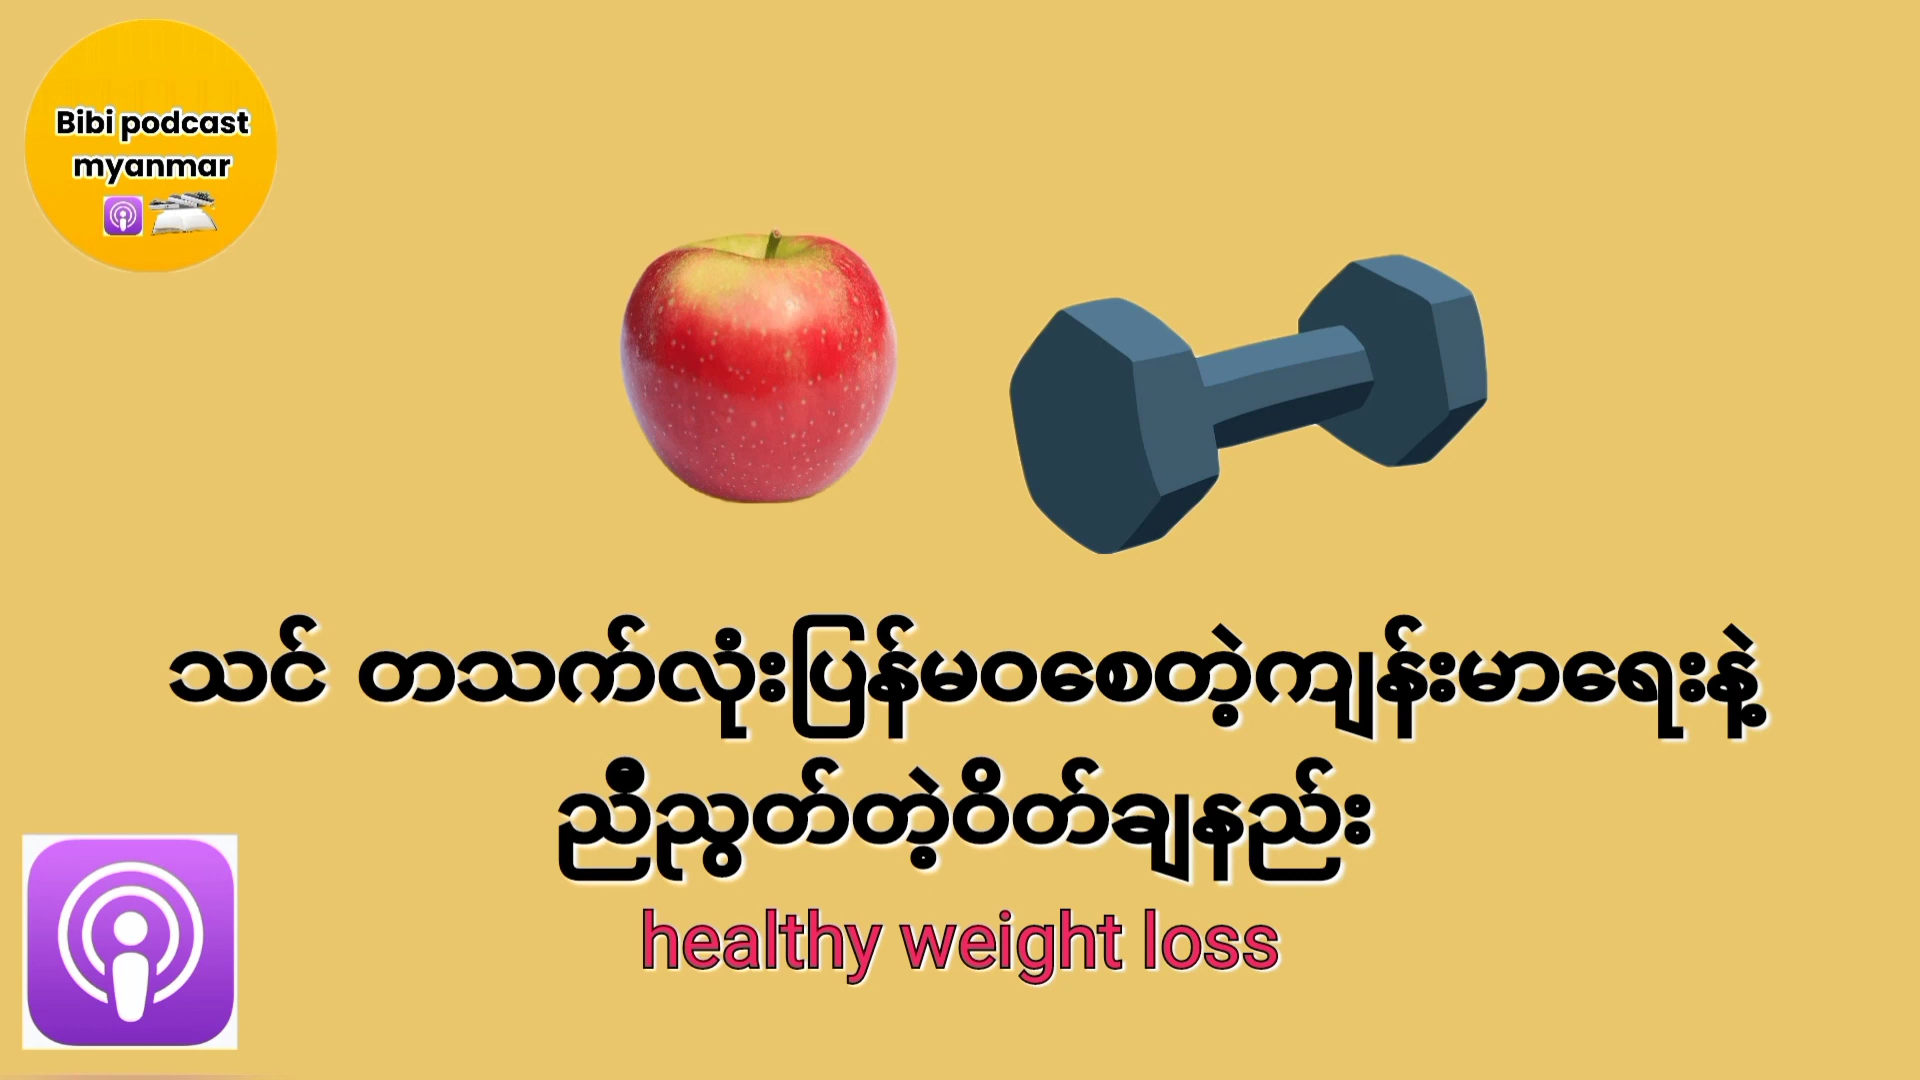 Bibi podcast
myanmar
သင် တသက်လုံးပြန်မဝစေတဲ့ကျန်းမာရေးနဲ့
ညီညွတ်တဲ့ဝိတ်ချနည်း
healthy weight loss